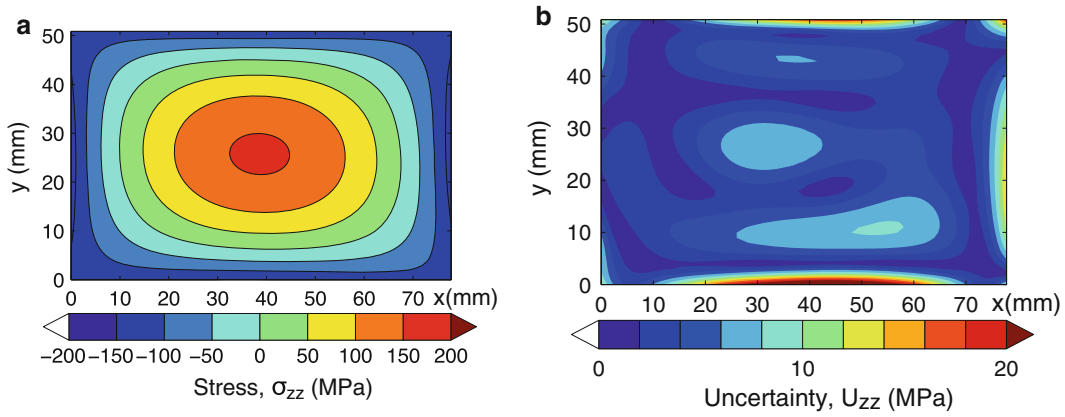 a
50
40
30
20
10
0
y (mm)
0 10 20 30 40 50 60 70 x(mm)
−200 −150 −100 −50 0 50 100 150 200
Stress, σzz (MPa)
b
50
40
30
20
10
0
y (mm)
0 10 20 30 40 50 60 70 x(mm)
0 10 20
Uncertainty, Uzz (MPa)